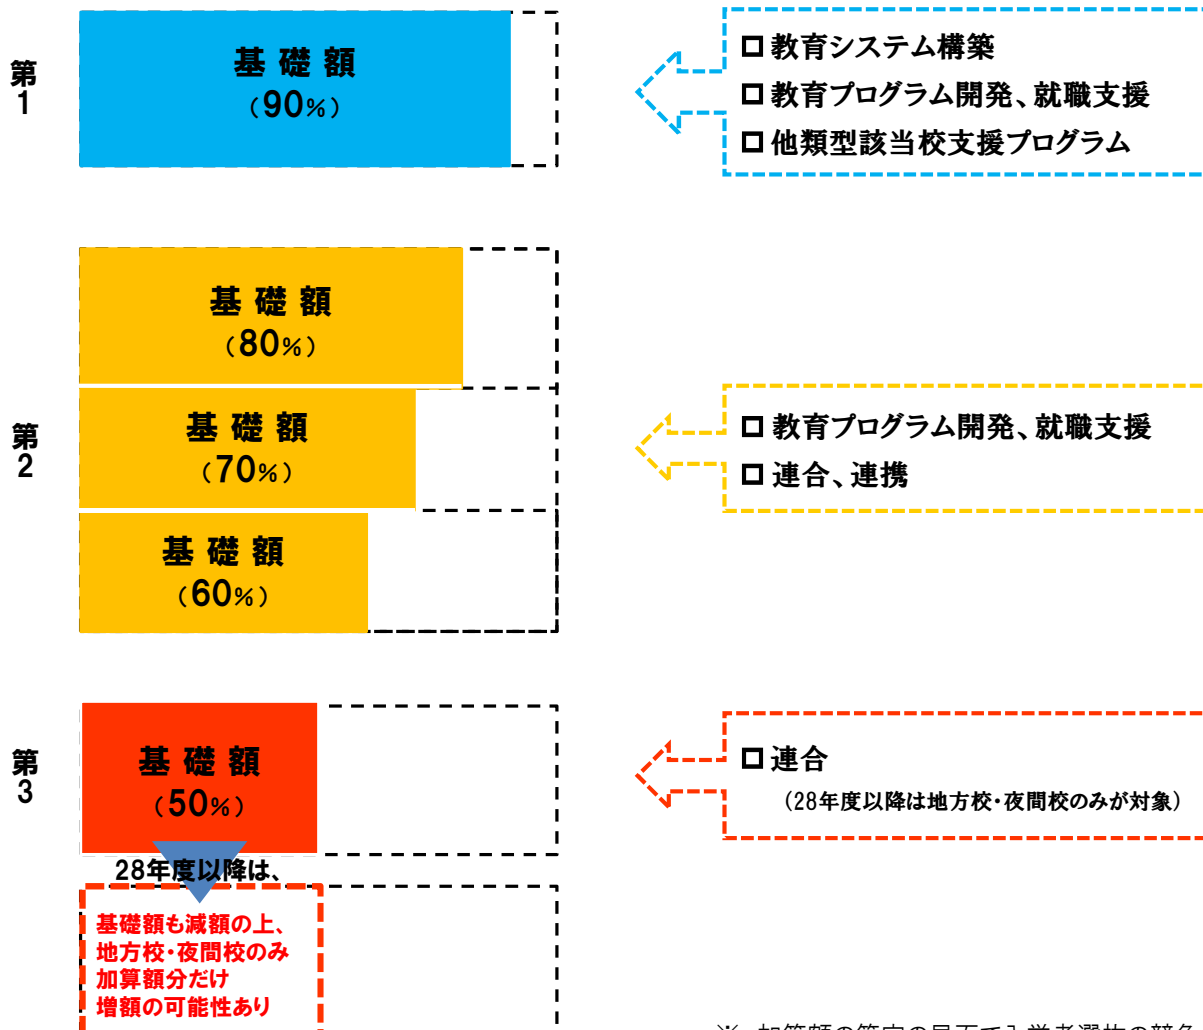 第1
基礎額
(90%)
□ 教育システム構築
□ 教育プログラム開発、就職支援
□ 他類型該当校支援プログラム
第2
基礎額
(80%)
基礎額
(70%)
基礎額
(60%)
□ 教育プログラム開発、就職支援
□ 連合、連携
第3
基礎額
(50%)
□ 連合
(28年度以降は地方校・夜間校のみが対象)
28年度以降は、
基礎額も減額の上、
地方校・夜間校のみ
加算額分だけ
増額の可能性あり